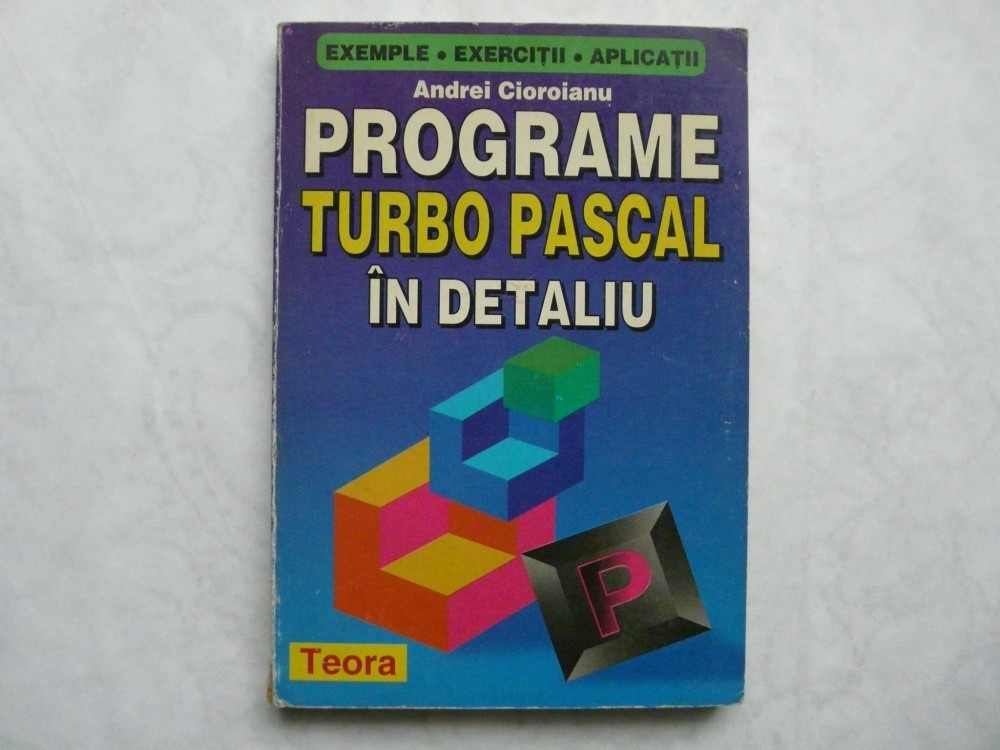 EXEMPLE • EXERCIȚII • APLICAȚII
Andrei Cioroianu
PROGRAME
TURBO PASCAL
ÎN DETALIU
P
Teora